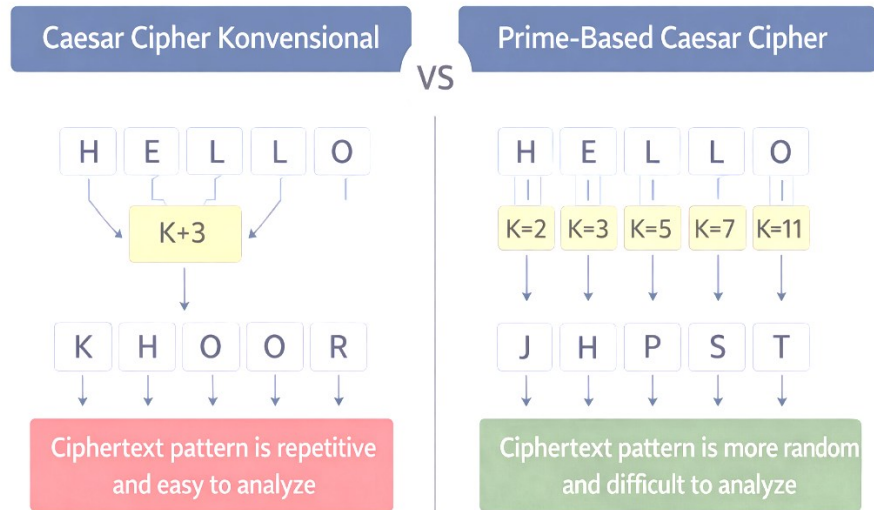 Caesar Cipher Konvensional
VS
Prime-Based Caesar Cipher
H E L L O
K+3
K H O O R
Ciphertext pattern is repetitive
and easy to analyze
H E L L O
K=2 K=3 K=5 K=7 K=11
J H P S T
Ciphertext pattern is more random
and difficult to analyze